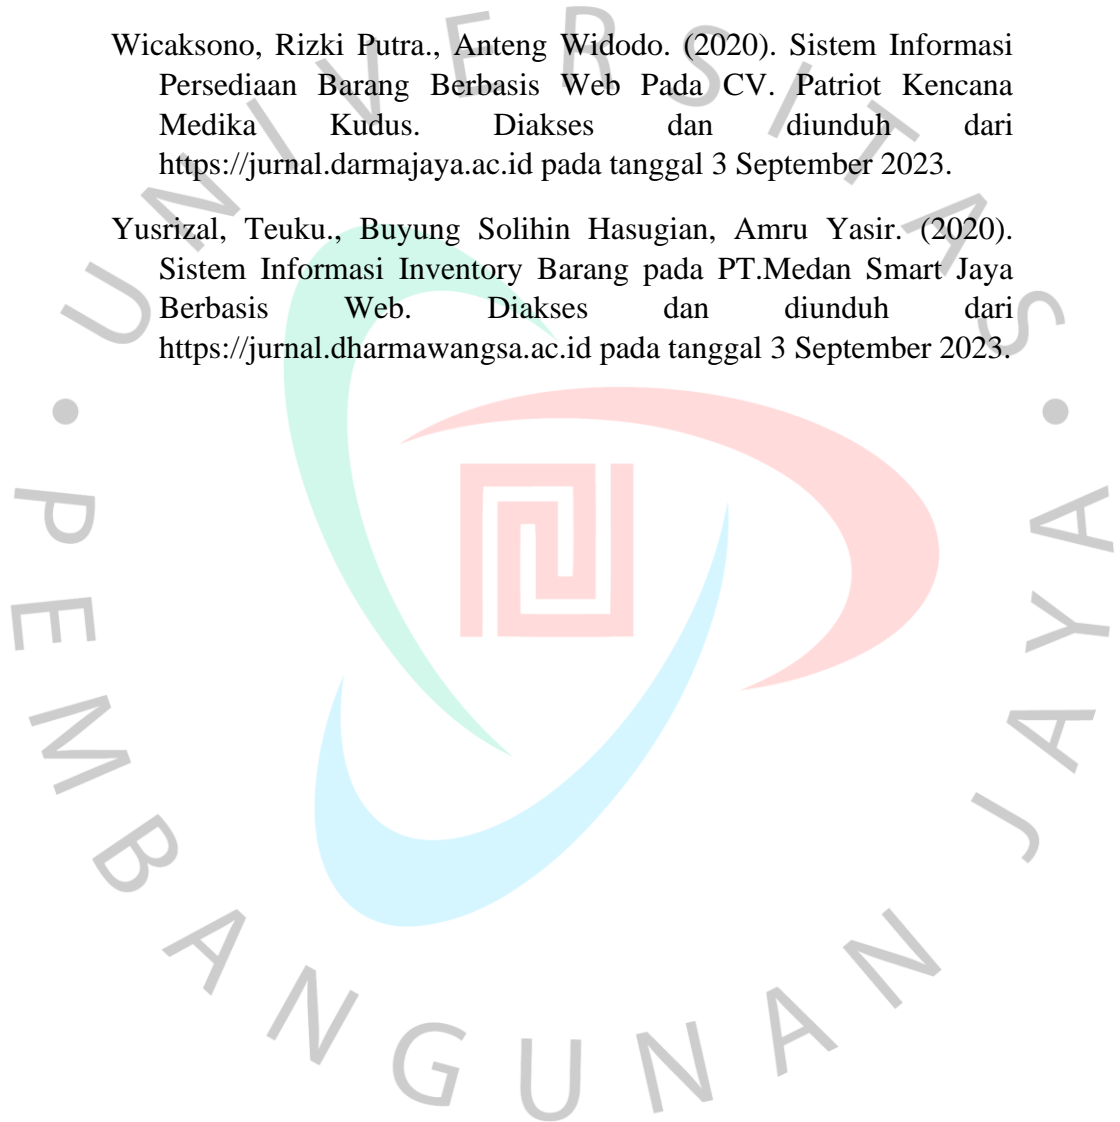 Wicaksono, Rizki Putra., Anteng Widodo. (2020). Sistem Informasi
Persediaan Barang Berbasis Web Pada CV. Patriot Kencana
Medika Kudus. Diakses dan diunduh dari
https://jurnal.darmajaya.ac.id pada tanggal 3 September 2023.
Yusrizal, Teuku., Buyung Solihin Hasugian, Amru Yasir. (2020).
Sistem Informasi Inventory Barang pada PT.Medan Smart Jaya
Berbasis Web. Diakses dan diunduh dari
https://jurnal.dharmawangsa.ac.id pada tanggal 3 September 2023.
UNIVERSITAS • PEMBANGUNAN JAYA •